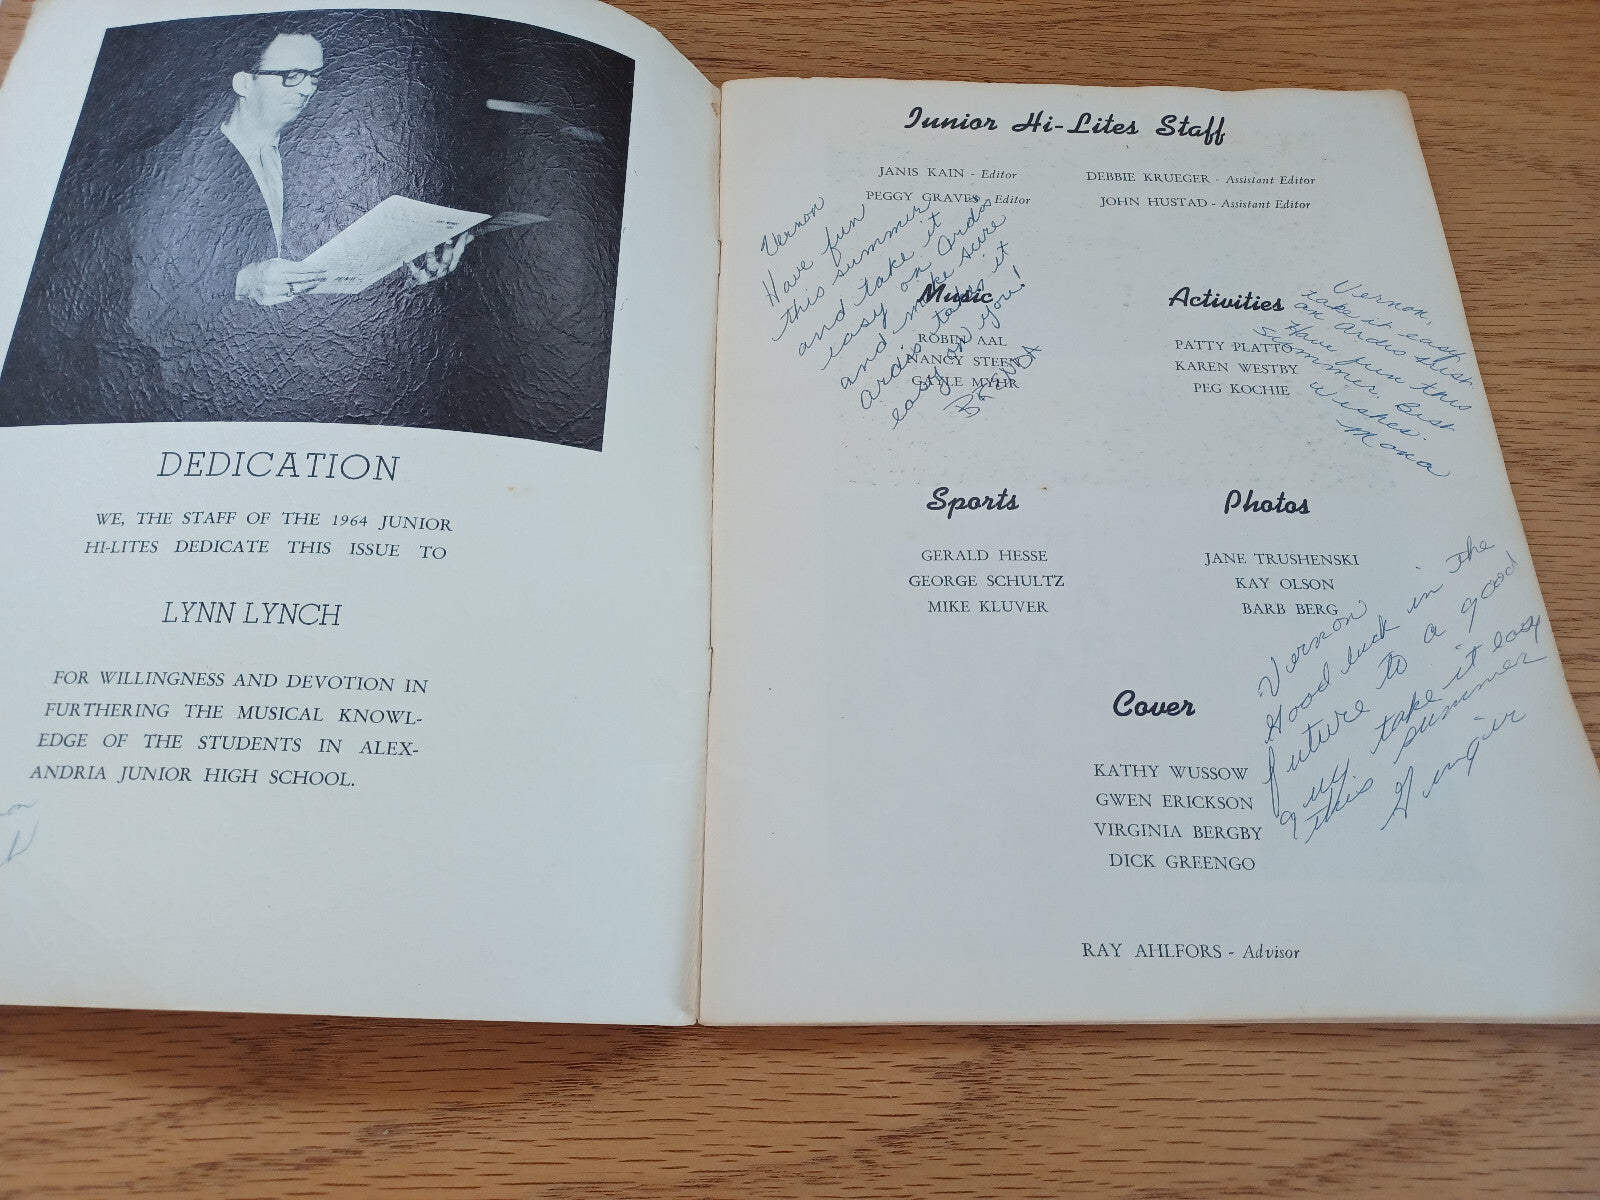 DEDICATION
WE, THE STAFF OF THE 1964 JUNIOR
HI-LITES DEDICATE THIS ISSUE TO
LYNN LYNCH
FOR WILLINGNESS AND DEVOTION IN
FURTHERING THE MUSICAL KNOWL-
EDGE OF THE STUDENTS IN ALEX-
ANDRIA JUNIOR HIGH SCHOOL.
Junior Hi-Lites Staff
JANIS KAIN - Editor
PEGGY GRAVES - Editor
DEBBIE KRUEGER - Assistant Editor
JOHN HUSTAD - Assistant Editor
Vernon
Have fun
this summer
and take it
easy on Ardis
and make sure
Ardis takes it
easy on you!
BRENDA
Music
ROBIN AAL
NANCY STEEN
GAYLE MYHR
Activities
PATTY PLATTO
KAREN WESTBY
PEG KOCHIE
Vernon,
take it easy
on Ardis
Have fun this
summer. Best
wishes.
Mona
Sports
GERALD HESSE
GEORGE SCHULTZ
MIKE KLUVER
Photos
JANE TRUSHENSKI
KAY OLSON
BARB BERG
Vernon
Good luck in the
future to a good
guy. take it easy
this summer
Gingir
Cover
KATHY WUSSOW
GWEN ERICKSON
VIRGINIA BERGBY
DICK GREENGO
RAY AHLFORS - Advisor